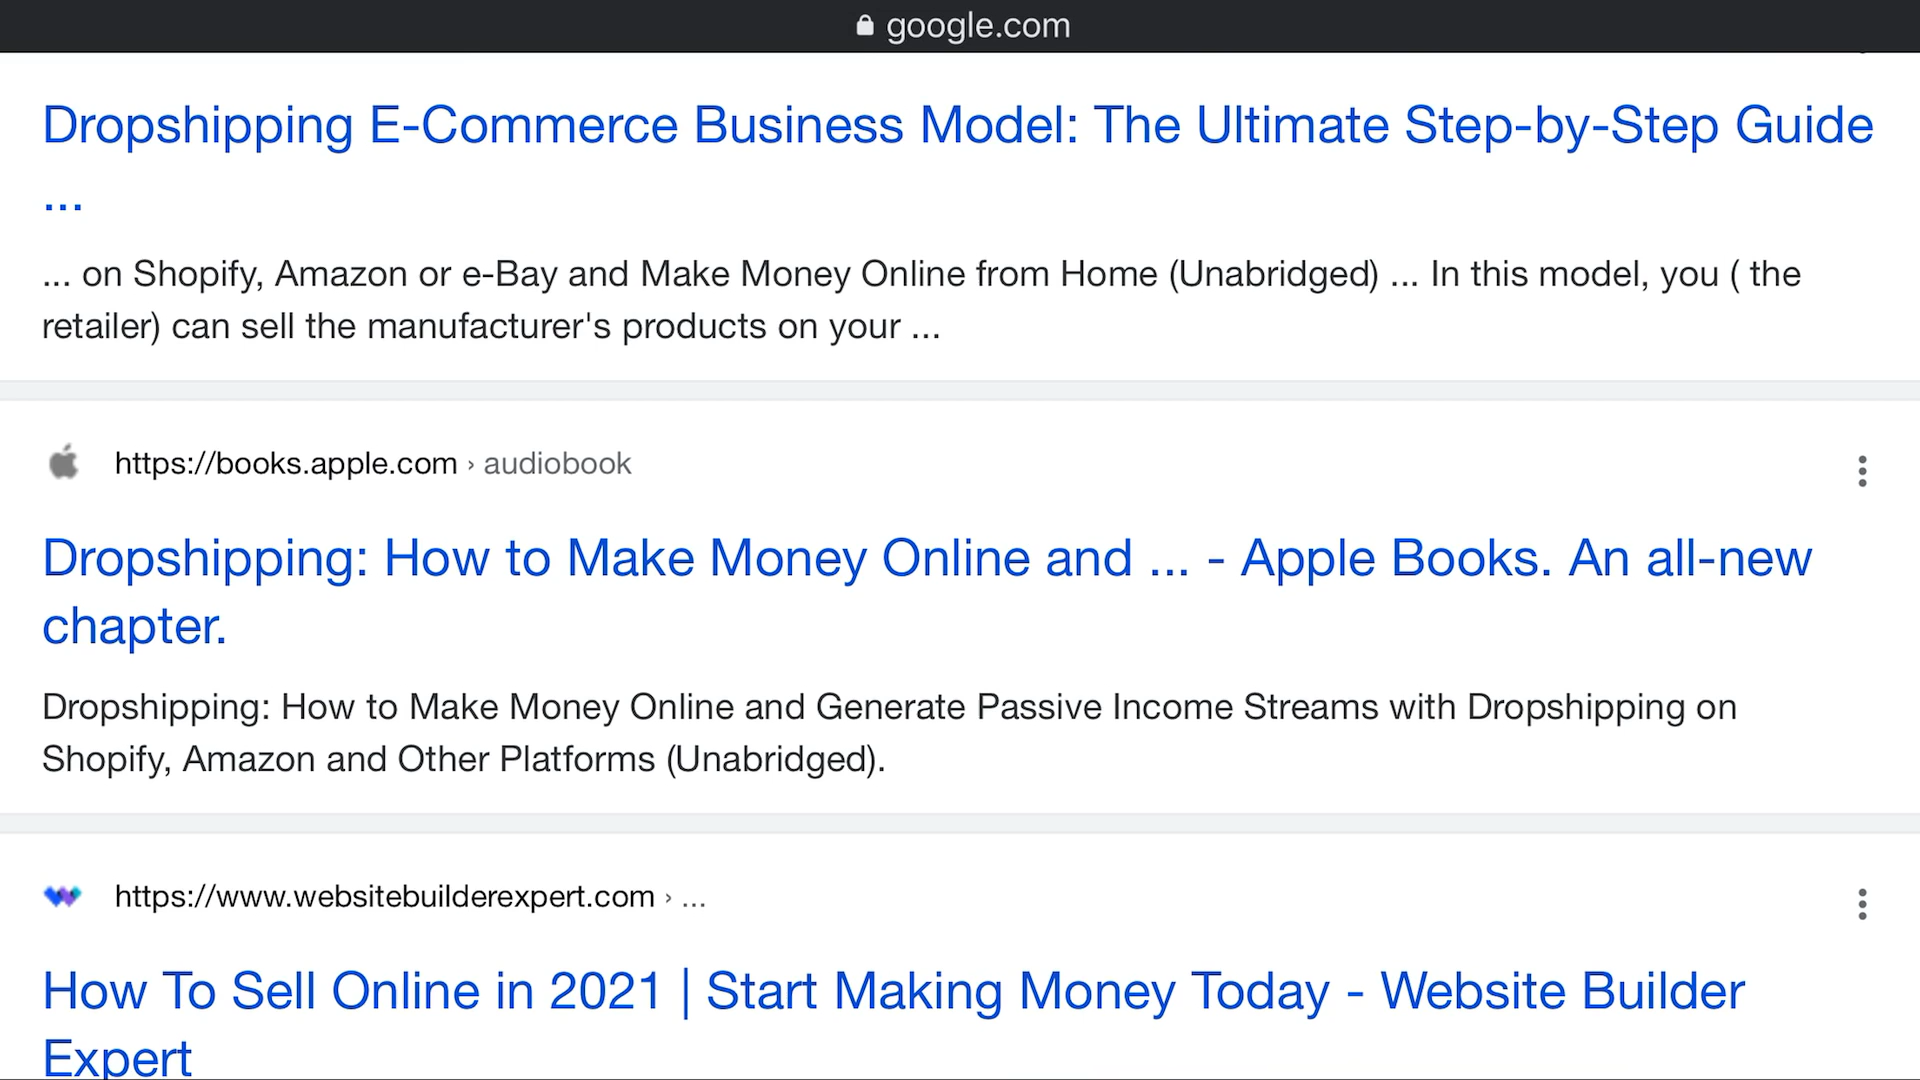 google.com
Dropshipping E-Commerce Business Model: The Ultimate Step-by-Step Guide
...
... on Shopify, Amazon or e-Bay and Make Money Online from Home (Unabridged) ... In this model, you ( the
retailer) can sell the manufacturer's products on your ...
https://books.apple.com › audiobook
Dropshipping: How to Make Money Online and ... - Apple Books. An all-new
chapter.
Dropshipping: How to Make Money Online and Generate Passive Income Streams with Dropshipping on
Shopify, Amazon and Other Platforms (Unabridged).
https://www.websitebuilderexpert.com › ...
How To Sell Online in 2021 | Start Making Money Today - Website Builder
Expert